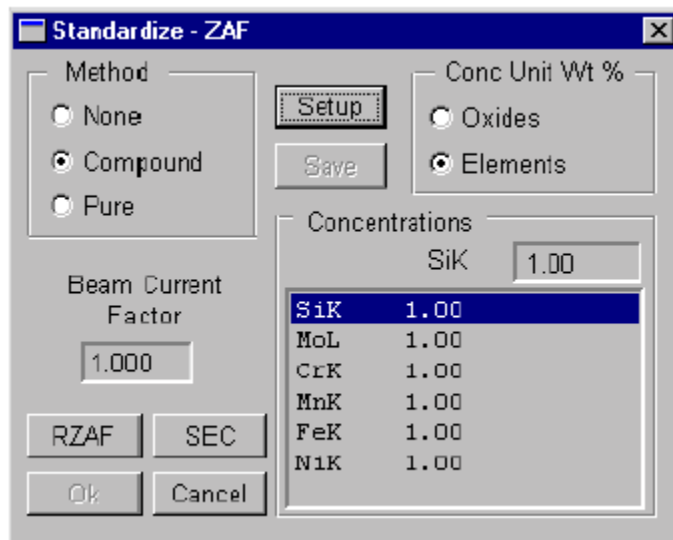 Standardize - ZAF
Method
None
Compound
Pure
Setup
Save
Conc Unit Wt %
Oxides
Elements
Beam Current
Factor
1.000
Concentrations
SiK 1.00
SiK 1.00
MoL 1.00
CrK 1.00
MnK 1.00
FeK 1.00
NiK 1.00
RZAF SEC
Ok Cancel